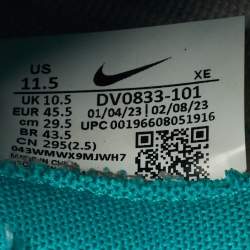 US
XE
11.5
UK 10.5
DV0833-101
EUR 45.5
01/04/23 | 02/08/23
cm 29.5
UPC 00196608051916
BR 43.5
CN 295(2.5)
043WMWX9MJWH7